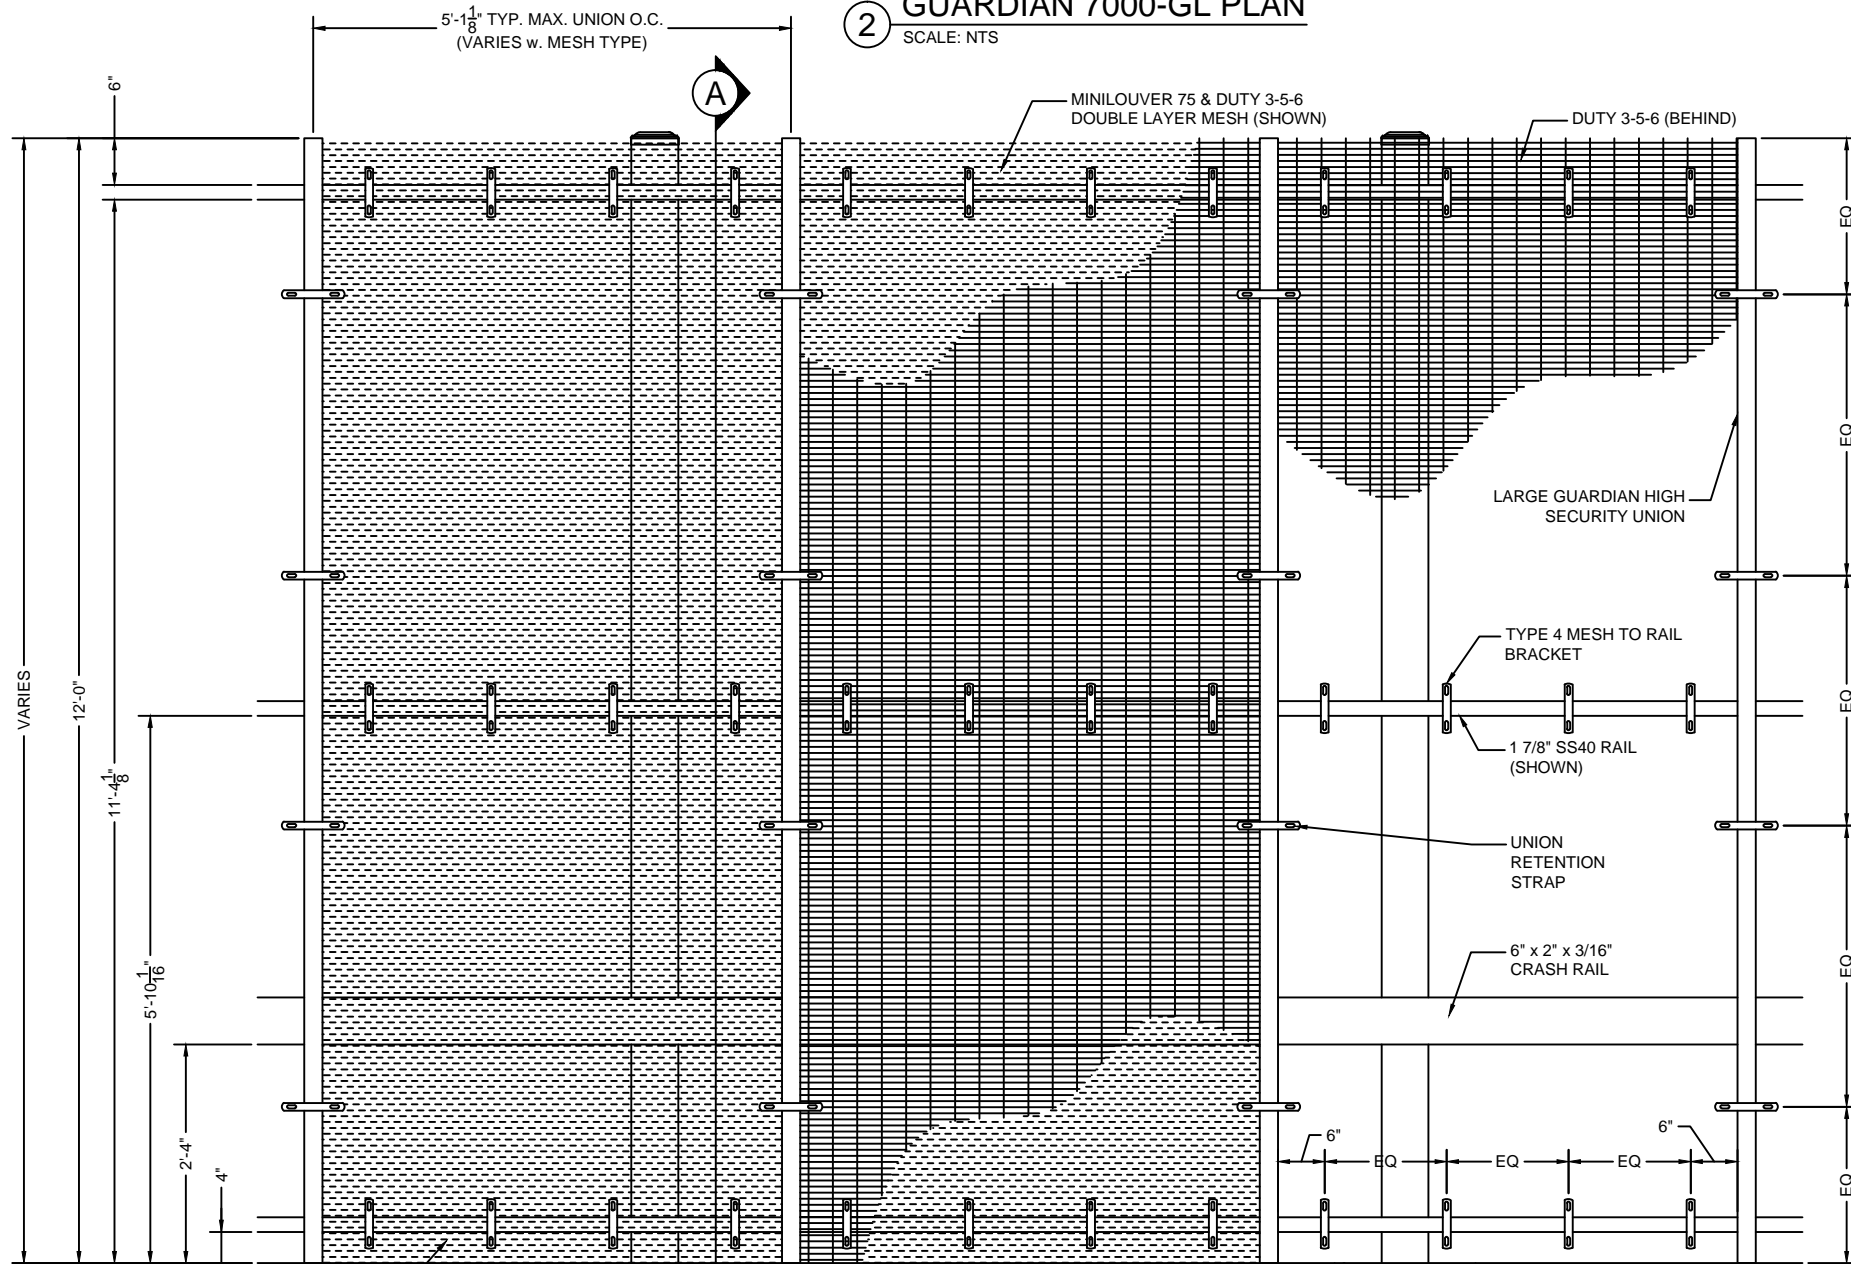 GUARDIAN 7000-GL PLAN
2
SCALE: NTS
5'-1 1/8" TYP. MAX. UNION O.C.
(VARIES w. MESH TYPE)
6"
A
MINILOUVER 75 & DUTY 3-5-6
DOUBLE LAYER MESH (SHOWN)
DUTY 3-5-6 (BEHIND)
EQ
EQ
LARGE GUARDIAN HIGH
SECURITY UNION
TYPE 4 MESH TO RAIL
BRACKET
EQ
VARIES
12'-0"
11'-4 1/8"
1 7/8" SS40 RAIL
(SHOWN)
UNION
RETENTION
STRAP
6" x 2" x 3/16"
CRASH RAIL
EQ
5'-10 1/16"
2'-4"
4"
6"
6"
EQ
EQ
EQ
EQ